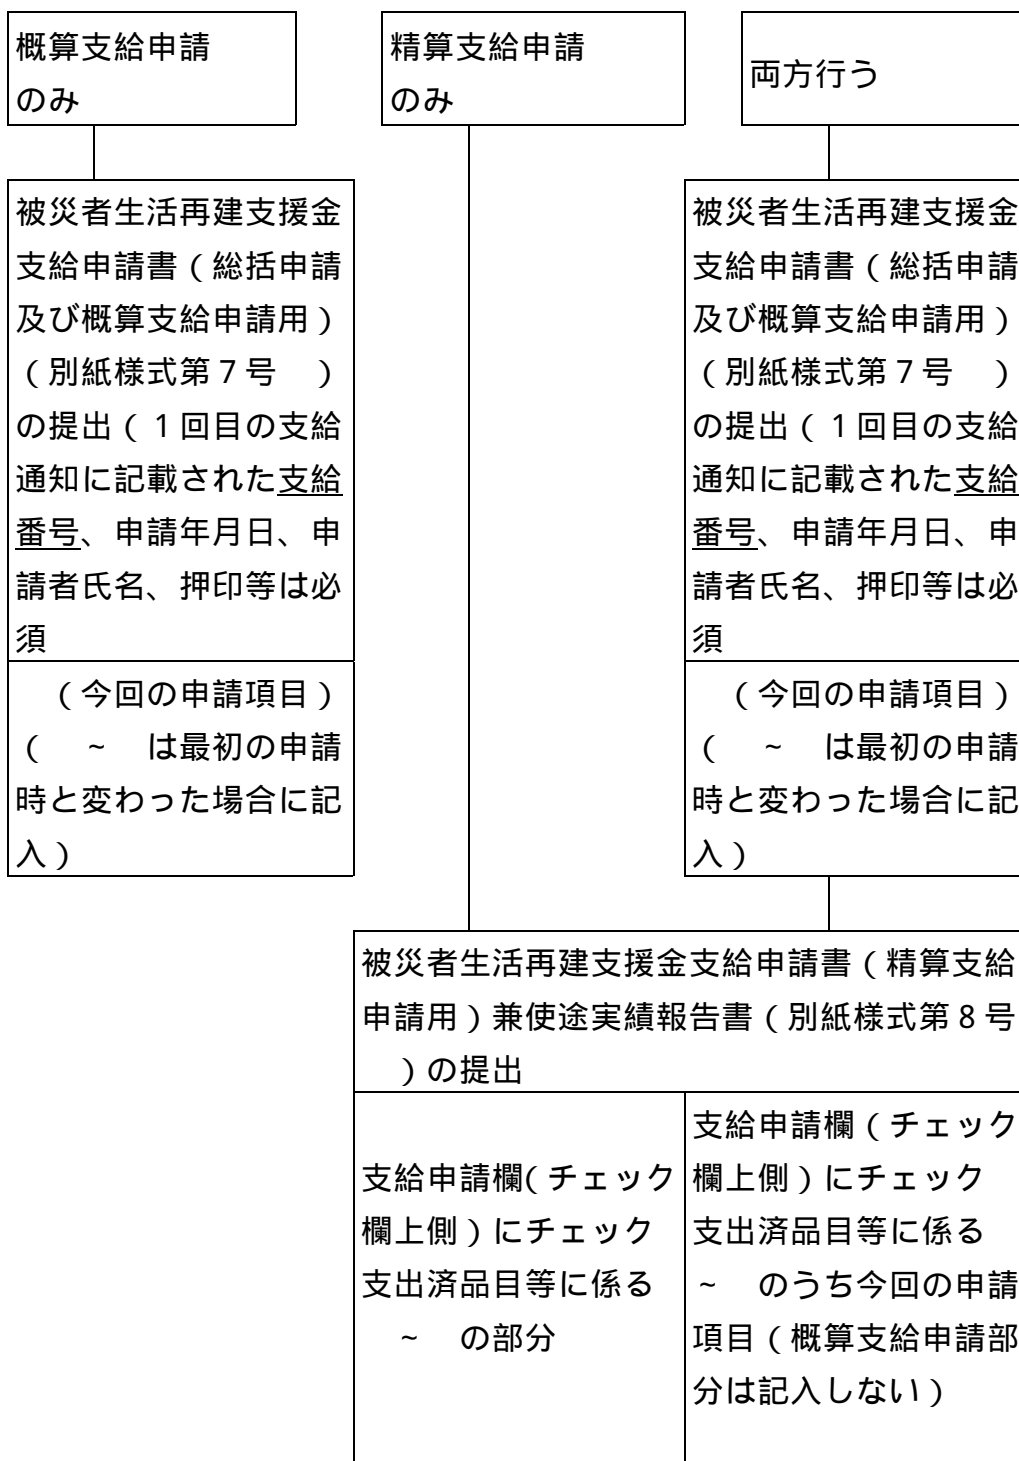 概算支給申請
のみ
精算支給申請
のみ
両方行う
被災者生活再建支援金
支給申請書（総括申請
及び概算支給申請用）
（別紙様式第７号　）
の提出（１回目の支給
通知に記載された支給
番号、申請年月日、申
請者氏名、押印等は必
須
（今回の申請項目）
（　~　は最初の申請
時と変わった場合に記
入）
被災者生活再建支援金
支給申請書（総括申請
及び概算支給申請用）
（別紙様式第７号　）
の提出（１回目の支給
通知に記載された支給
番号、申請年月日、申
請者氏名、押印等は必
須
（今回の申請項目）
（　~　は最初の申請
時と変わった場合に記
入）
被災者生活再建支援金支給申請書（精算支給
申請用）兼使途実績報告書（別紙様式第８号
）の提出
支給申請欄（チェック
欄上側）にチェック
支出済品目等に係る
~　の部分
支給申請欄（チェック
欄上側）にチェック
支出済品目等に係る
~　のうち今回の申請
項目（概算支給申請部
分は記入しない）